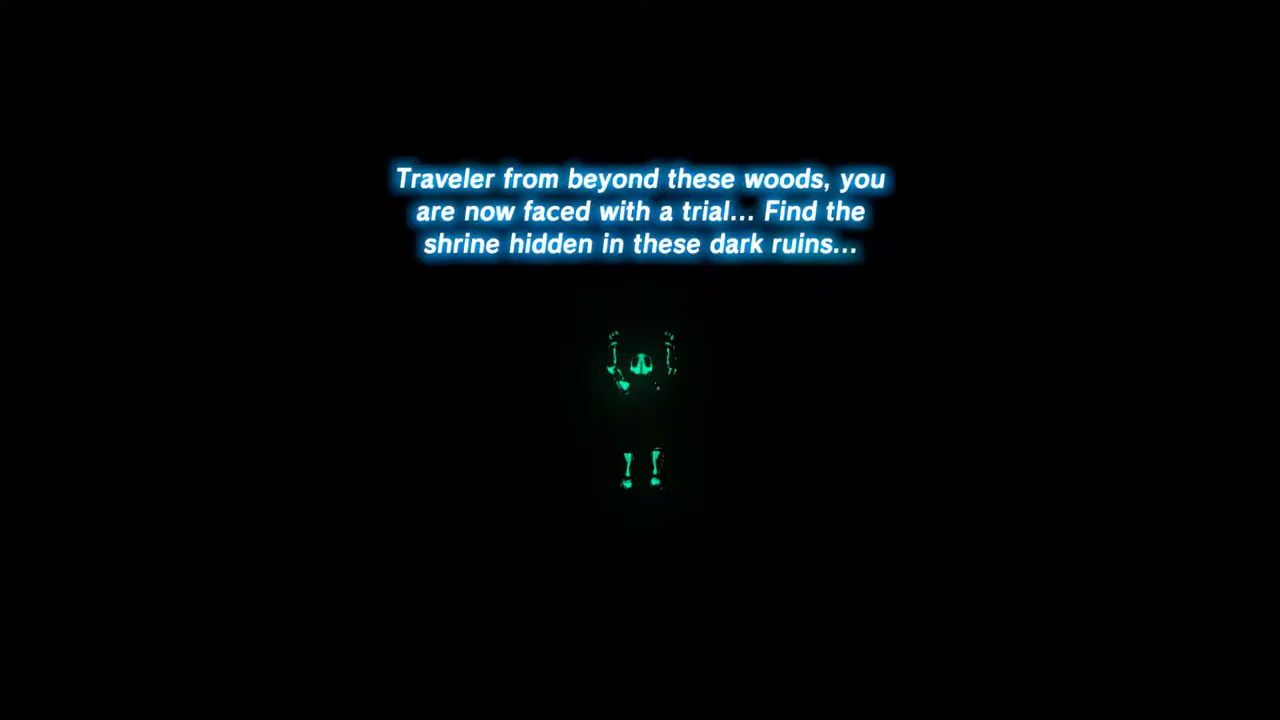 Traveler from beyond these woods, you
are now faced with a trial... Find the
shrine hidden in these dark ruins...